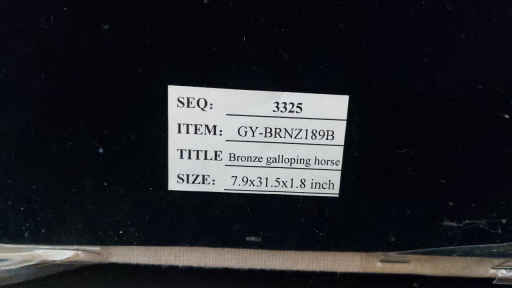 SEQ: 3325
ITEM: GY-BRNZ189B
TITLE Bronze galloping horse
SIZE: 7.9x31.5x1.8 inch